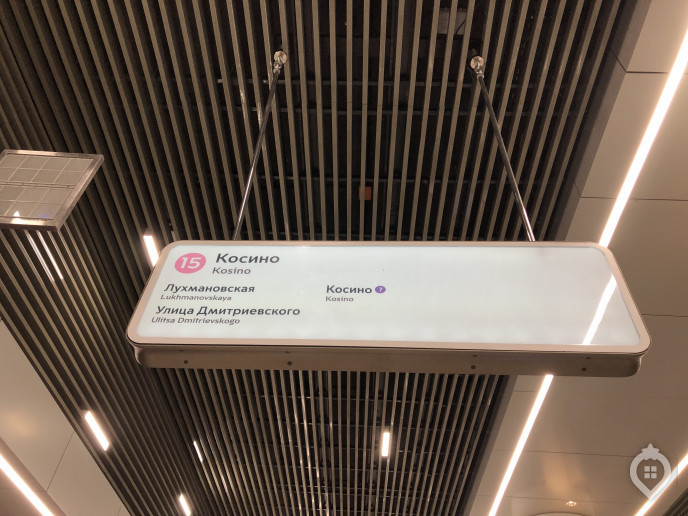 15 Косино
Kosino
Лухмановская
Lukhmanovskaya
Косино 7
Kosino
Улица Дмитриевского
Ulitsa Dmitrievskogo